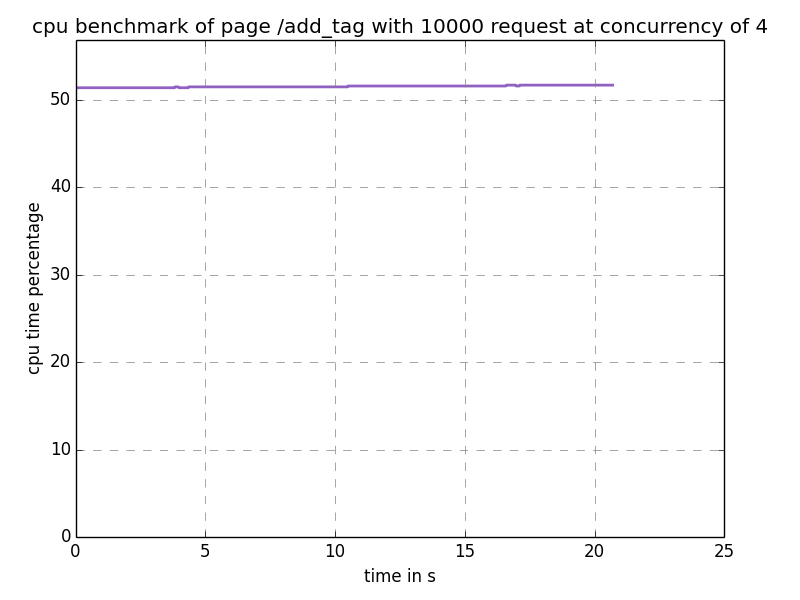 cpu benchmark of page /add_tag with 10000 request at concurrency of 4
cpu time percentage
50
40
30
20
10
0
0 5 10 15 20 25
time in s